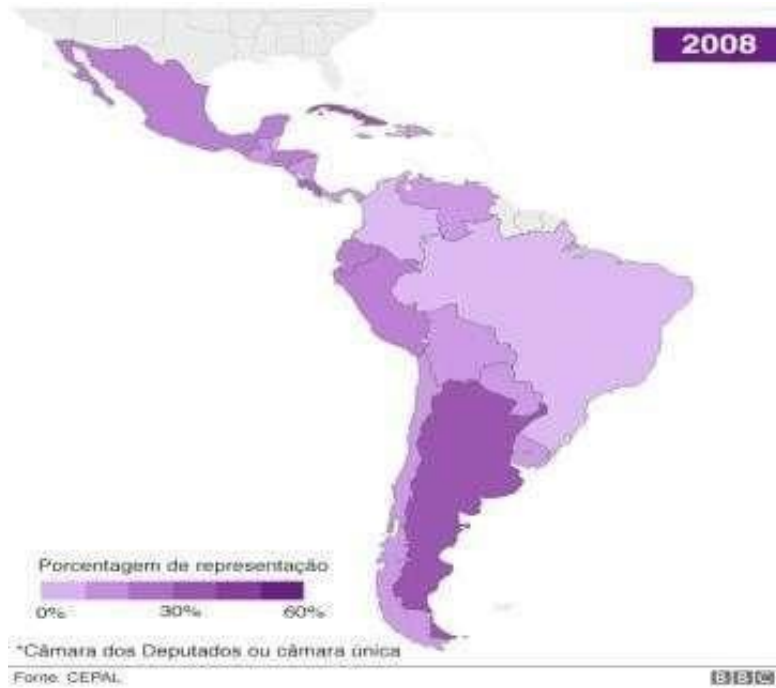 2008
Porcentagem de representação
0% 30% 60%
*Câmara dos Deputados ou câmara única
Fonte: CEPAL
BBC